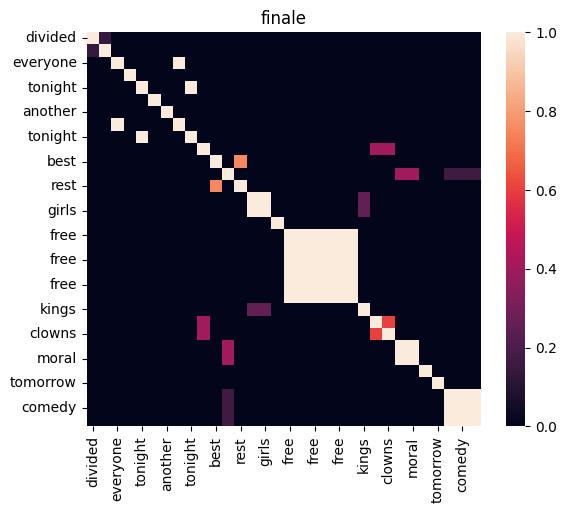 finale
divided
everyone
tonight
another
tonight
best
rest
girls
free
free
free
kings
clowns
moral
tomorrow
comedy
divided
everyone
tonight
another
tonight
best
rest
girls
free
free
free
kings
clowns
moral
tomorrow
comedy
1.0
0.8
0.6
0.4
0.2
0.0